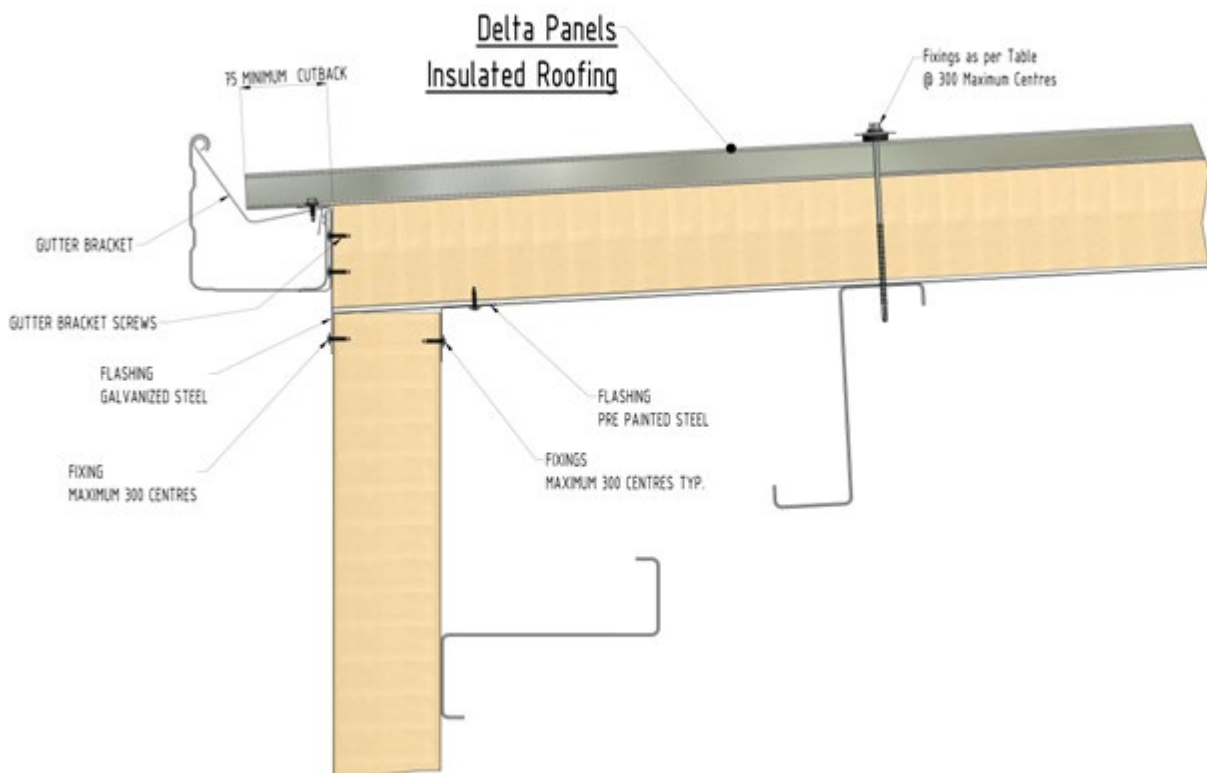 Delta Panels
Insulated Roofing
Fixings as per Table
@ 300 Maximum Centres
75 MINIMUM CUTBACK
GUTTER BRACKET
GUTTER BRACKET SCREWS
FLASHING
GALVANIZED STEEL
FLASHING
PRE PAINTED STEEL
FIXING
MAXIMUM 300 CENTRES
FIXINGS
MAXIMUM 300 CENTRES TYP.